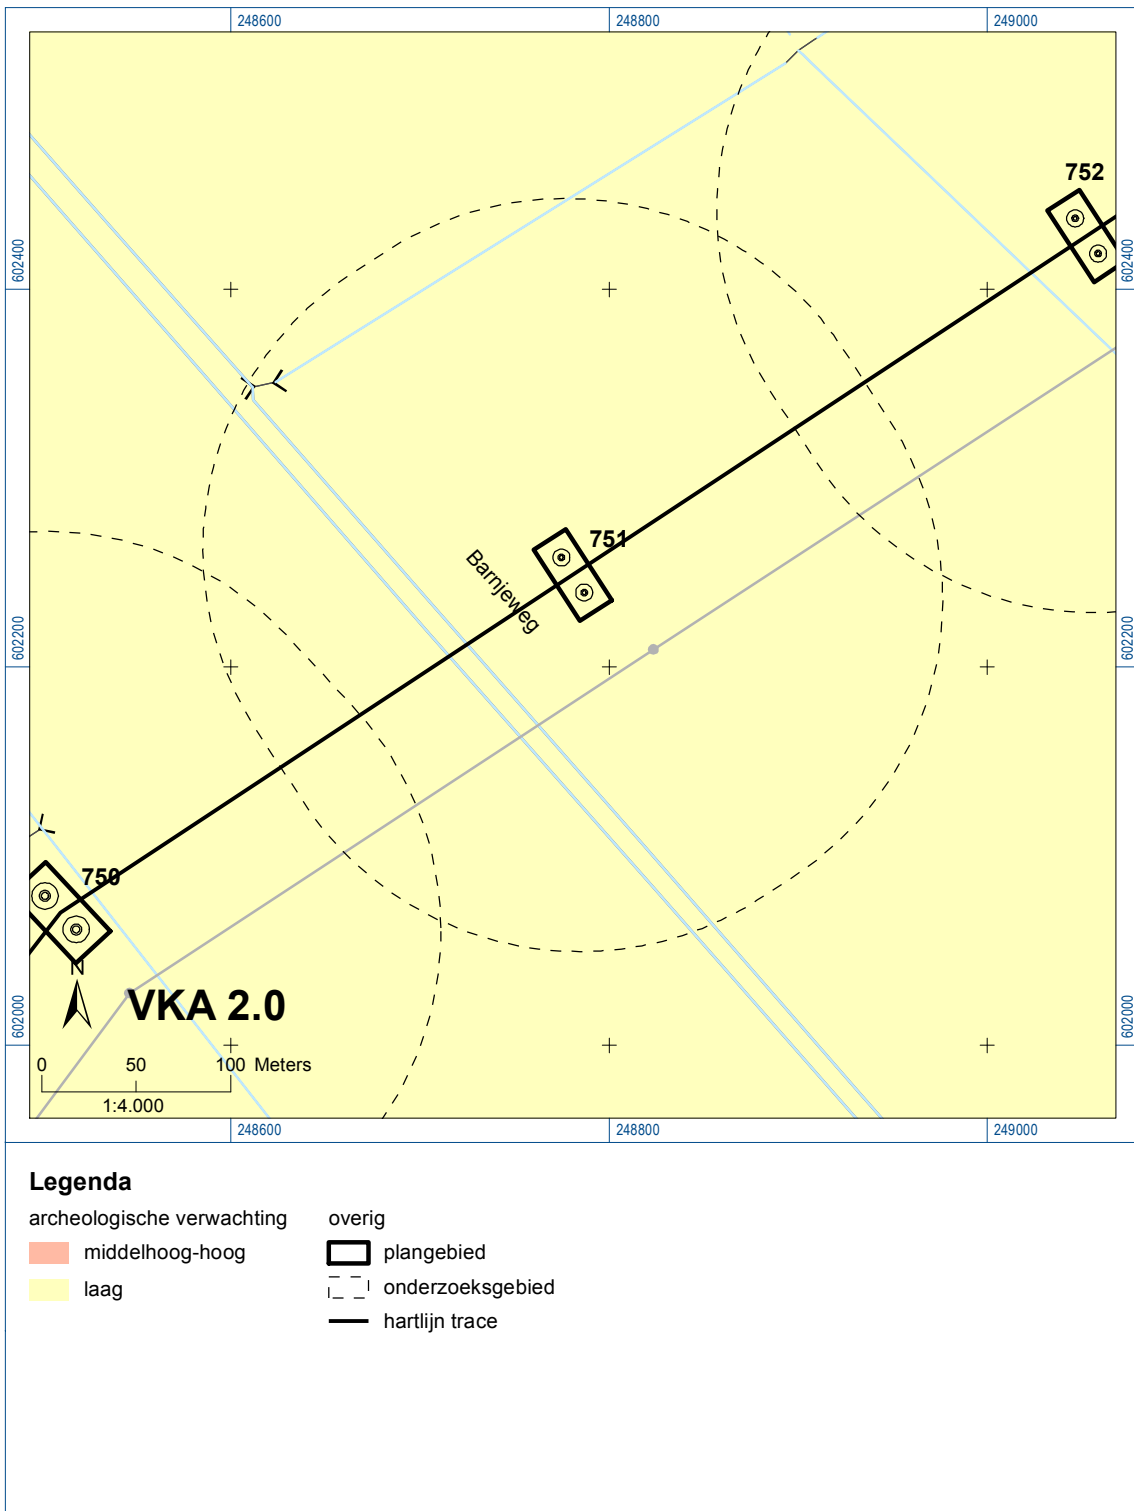 248600 248800 249000
752
602400 602400
751
Barnjeweg
602200 602200
750
N
VKA 2.0
602000 602000
0 50 100 Meters
1:4.000
248600 248800 249000
Legenda
archeologische verwachting overig
middelhoog-hoog plangebied
laag onderzoeksgebied
hartlijn trace